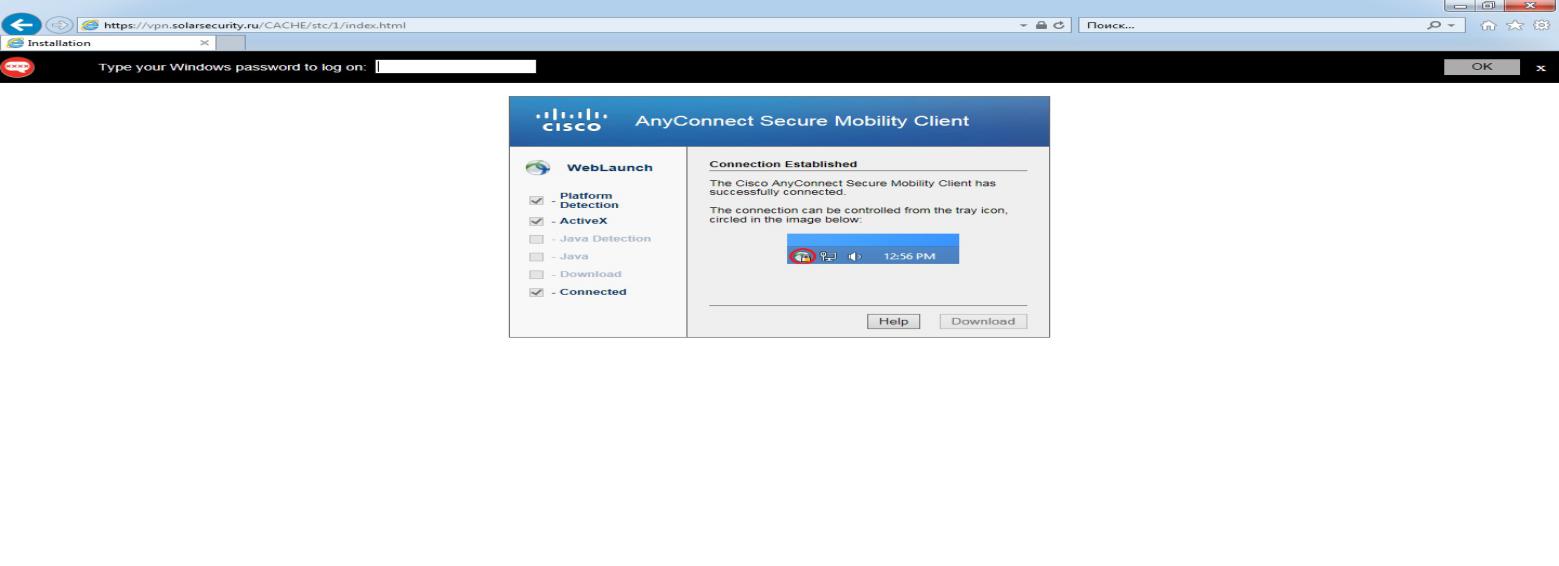 https://vpn.solarsecurity.ru/CACHE/stc/1/index.html
Поиск...
Installation
Type your Windows password to log on:
OK
x
CISCO
AnyConnect Secure Mobility Client
WebLaunch
- Platform
Detection
- ActiveX
- Java Detection
- Java
- Download
- Connected
Connection Established
The Cisco AnyConnect Secure Mobility Client has
successfully connected.
The connection can be controlled from the tray icon,
circled in the image below:
12:56 PM
Help
Download